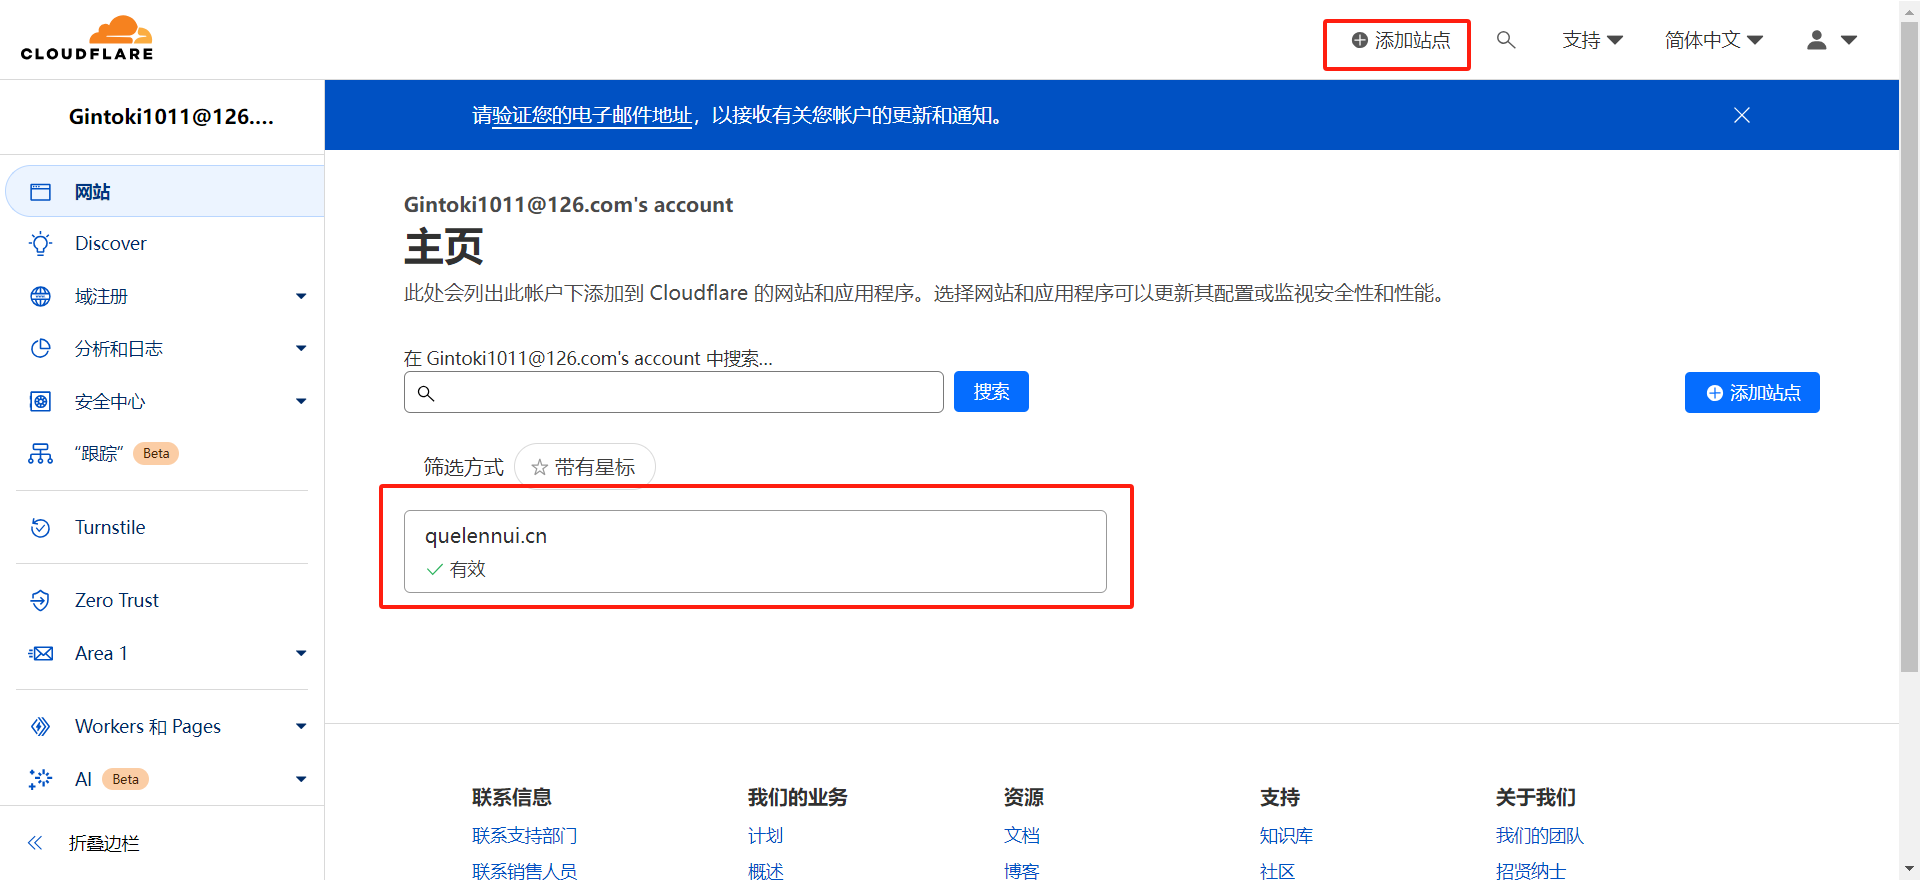 CLOUDFLARE
添加站点
支持
简体中文
Gintoki1011@126....
请验证您的电子邮件地址，以接收有关您帐户的更新和通知。
网站
Discover
域注册
分析和日志
安全中心
“跟踪” Beta
Turnstile
Zero Trust
Area 1
Workers 和 Pages
AI Beta
折叠边栏
Gintoki1011@126.com's account
主页
此处会列出此帐户下添加到 Cloudflare 的网站和应用程序。选择网站和应用程序可以更新其配置或监视安全性和性能。
在 Gintoki1011@126.com's account 中搜索...
搜索
添加站点
筛选方式 带有星标
quelennui.cn
有效
联系信息
联系支持部门
联系销售人员
我们的业务
计划
概述
资源
文档
博客
支持
知识库
社区
关于我们
我们的团队
招贤纳士